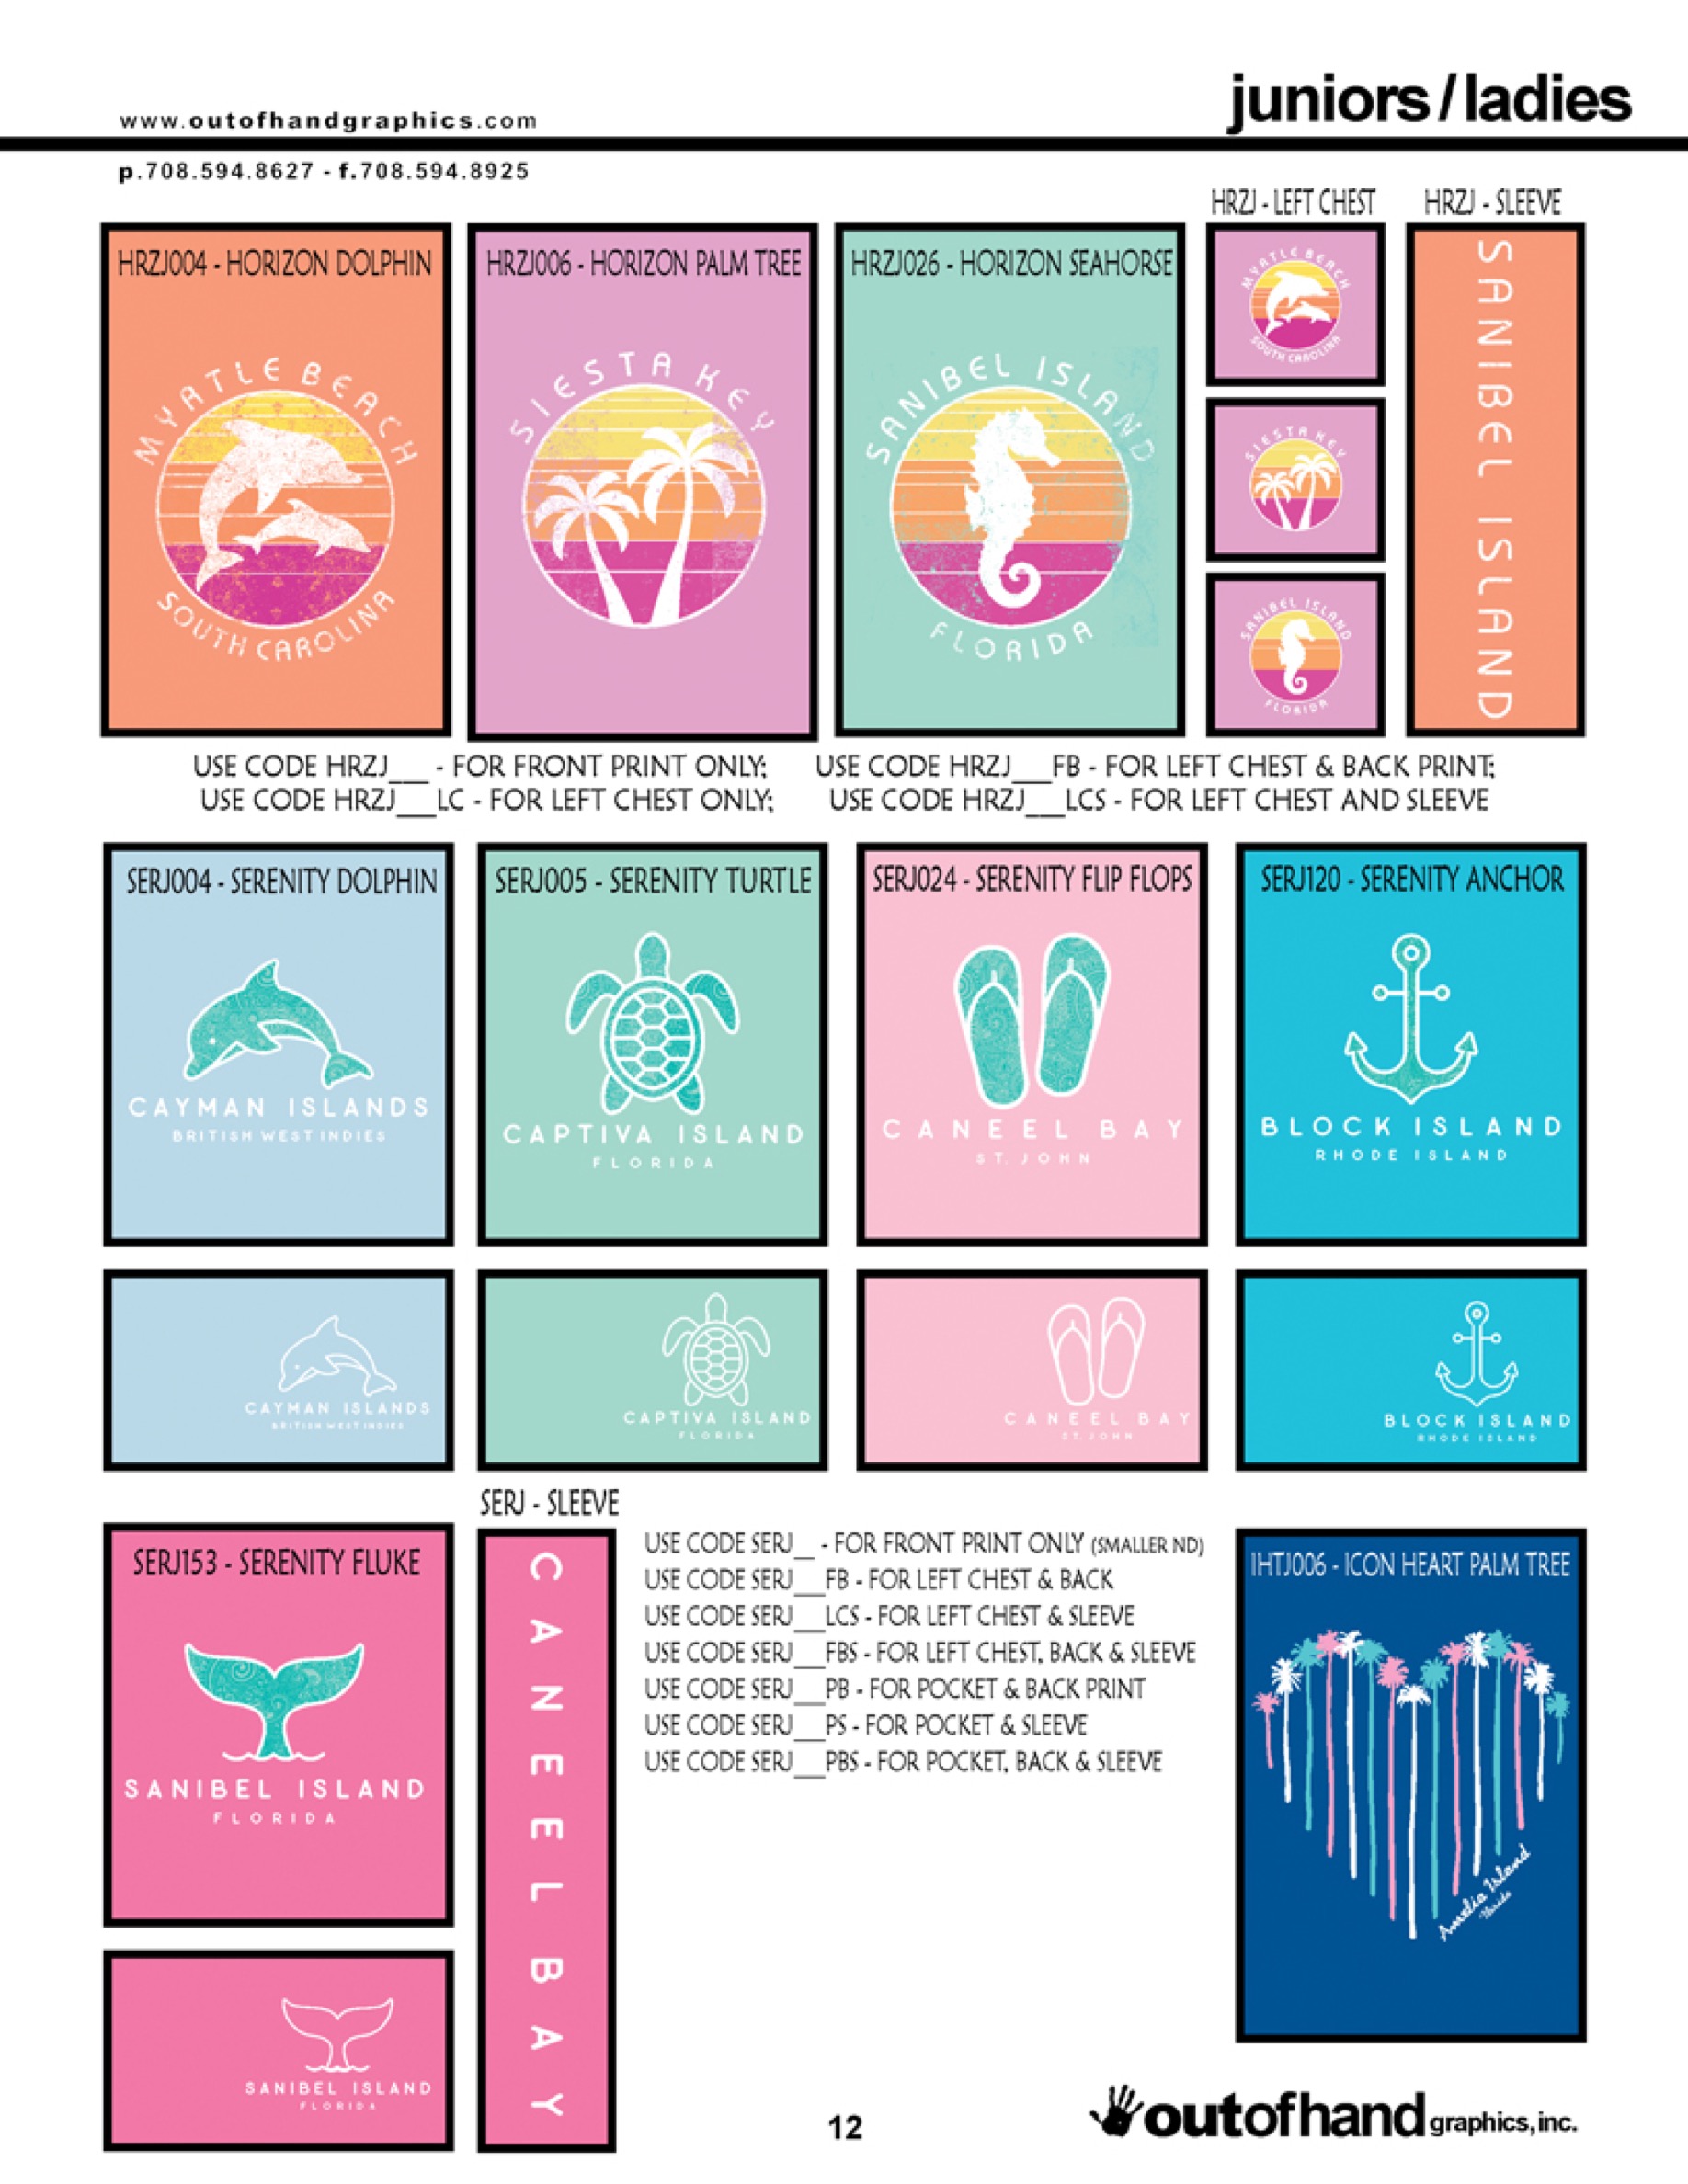 juniors/ladies
www.outofhandgraphics.com
p.708.594.8627 - f.708.594.8925
HRZJ - LEFT CHEST
HRZJ - SLEEVE
HRZJ004 - HORIZON DOLPHIN
MYRTLE BEACH
SOUTH CAROLINA
HRZJ006 - HORIZON PALM TREE
SIESTA KEY
HRZJ026 - HORIZON SEAHORSE
SANIBEL ISLAND
FLORIDA
MYRTLE BEACH
SOUTH CAROLINA
SIESTA KEY
SANIBEL ISLAND
FLORIDA
SANIBEL ISLAND
USE CODE HRZJ___ - FOR FRONT PRINT ONLY;
USE CODE HRZJ___FB - FOR LEFT CHEST & BACK PRINT;
USE CODE HRZJ___LC - FOR LEFT CHEST ONLY;
USE CODE HRZJ___LCS - FOR LEFT CHEST AND SLEEVE
SERJ004 - SERENITY DOLPHIN
CAYMAN ISLANDS
BRITISH WEST INDIES
SERJ005 - SERENITY TURTLE
CAPTIVA ISLAND
FLORIDA
SERJ024 - SERENITY FLIP FLOPS
CANEEL BAY
ST. JOHN
SERJ120 - SERENITY ANCHOR
BLOCK ISLAND
RHODE ISLAND
CAYMAN ISLANDS
BRITISH WEST INDIES
CAPTIVA ISLAND
FLORIDA
CANEEL BAY
ST. JOHN
BLOCK ISLAND
RHODE ISLAND
SERJ153 - SERENITY FLUKE
SANIBEL ISLAND
FLORIDA
SANIBEL ISLAND
FLORIDA
SERJ - SLEEVE
CANEEL BAY
USE CODE SERJ__ - FOR FRONT PRINT ONLY (SMALLER ND)
USE CODE SERJ___FB - FOR LEFT CHEST & BACK
USE CODE SERJ___LCS - FOR LEFT CHEST & SLEEVE
USE CODE SERJ___FBS - FOR LEFT CHEST, BACK & SLEEVE
USE CODE SERJ___PB - FOR POCKET & BACK PRINT
USE CODE SERJ___PS - FOR POCKET & SLEEVE
USE CODE SERJ___PBS - FOR POCKET, BACK & SLEEVE
IHTJ006 - ICON HEART PALM TREE
Amelia Island
Florida
12
outofhand graphics, inc.